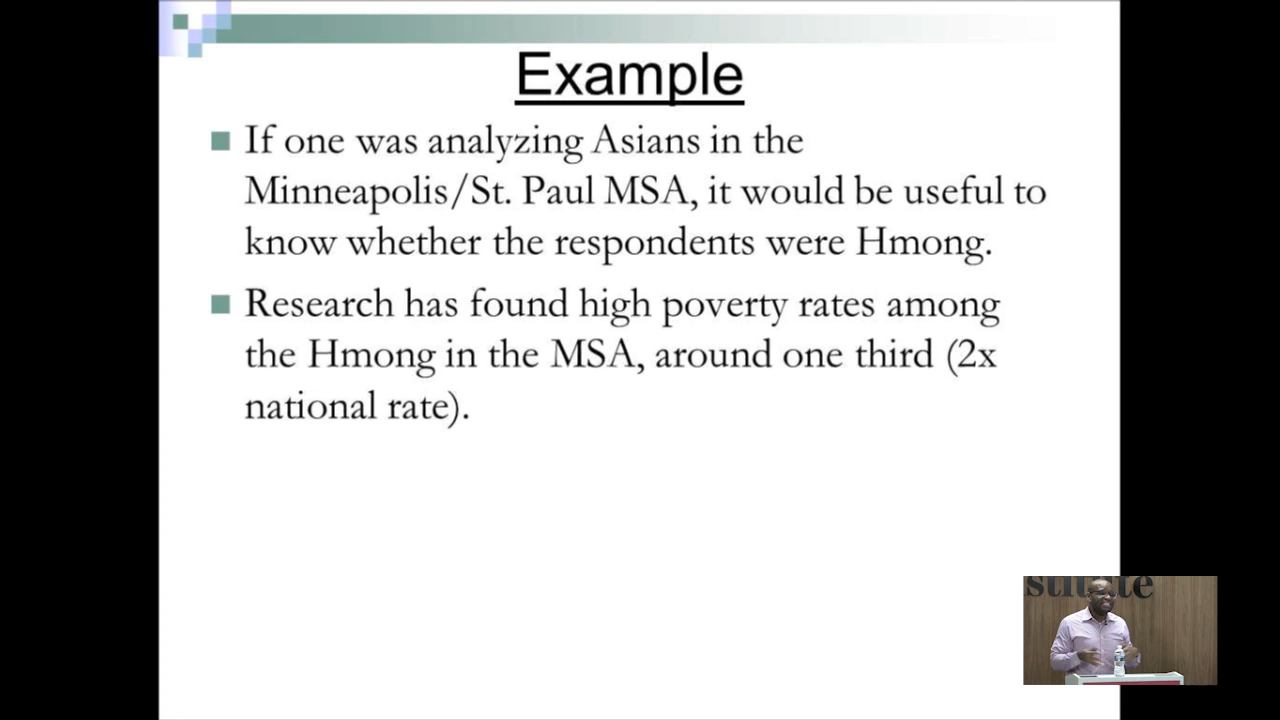 Example
If one was analyzing Asians in the
Minneapolis/St. Paul MSA, it would be useful to
know whether the respondents were Hmong.
Research has found high poverty rates among
the Hmong in the MSA, around one third (2x
national rate).
stitute